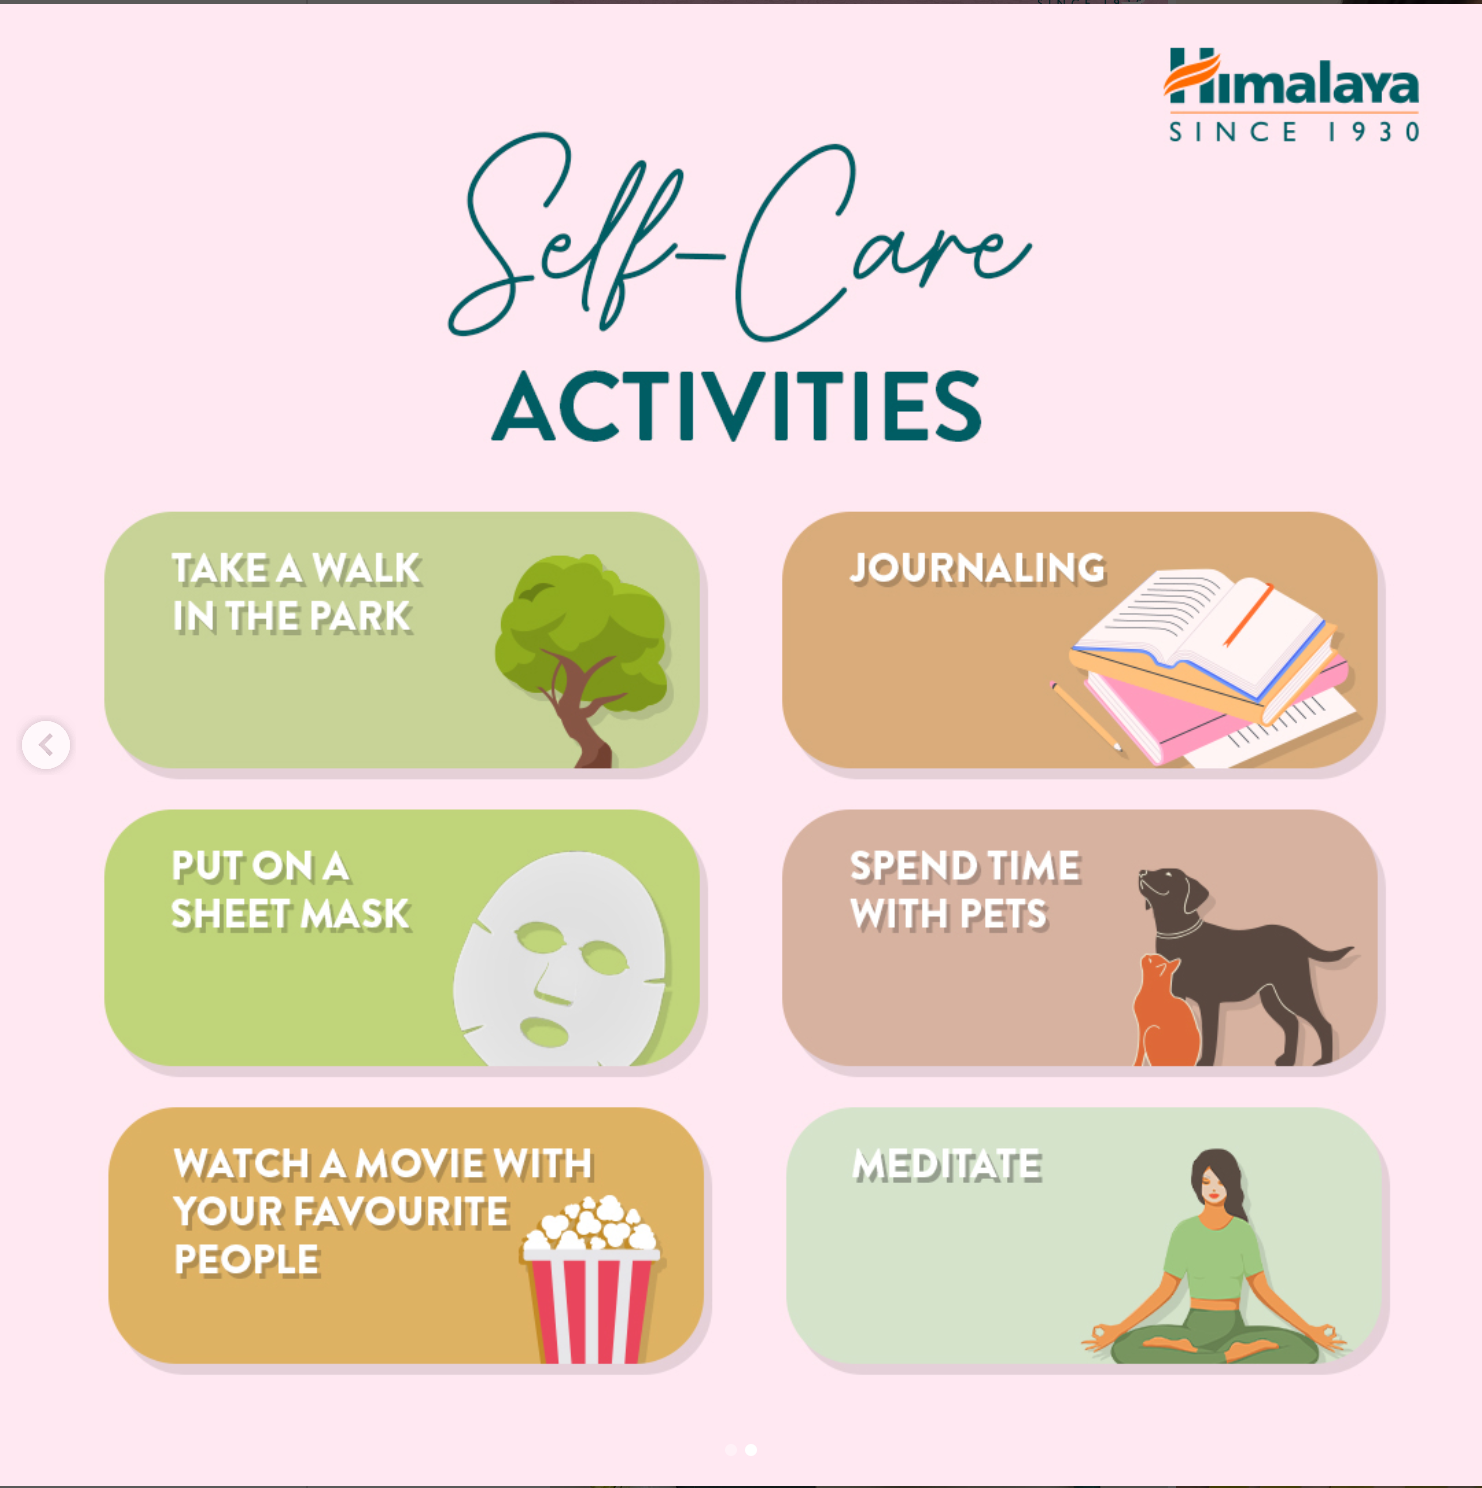 Himalaya
SINCE 1930
Self-Care
ACTIVITIES
TAKE A WALK
IN THE PARK
JOURNALING
PUT ON A
SHEET MASK
SPEND TIME
WITH PETS
WATCH A MOVIE WITH
YOUR FAVOURITE
PEOPLE
MEDITATE